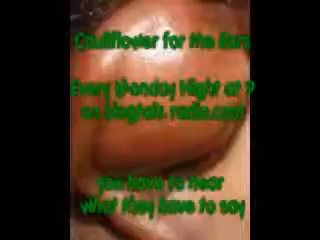 Cauliflower for the Ears
Every Monday Night at 9
on blogtalk radio.com
you have to hear
what they have to say